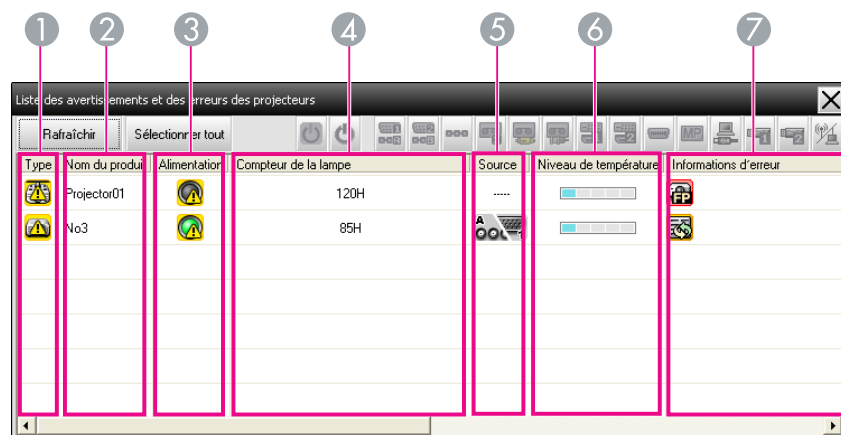 1 2 3 4 5 6 7
Liste des avertissements et des erreurs des projecteurs
Rafraîchir Sélectionner tout MP
Type Nom du produi Alimentation Compteur de la lampe Source Niveau de température Informations d'erreur
Projector01 120H ----- FP
No3 85H A 1